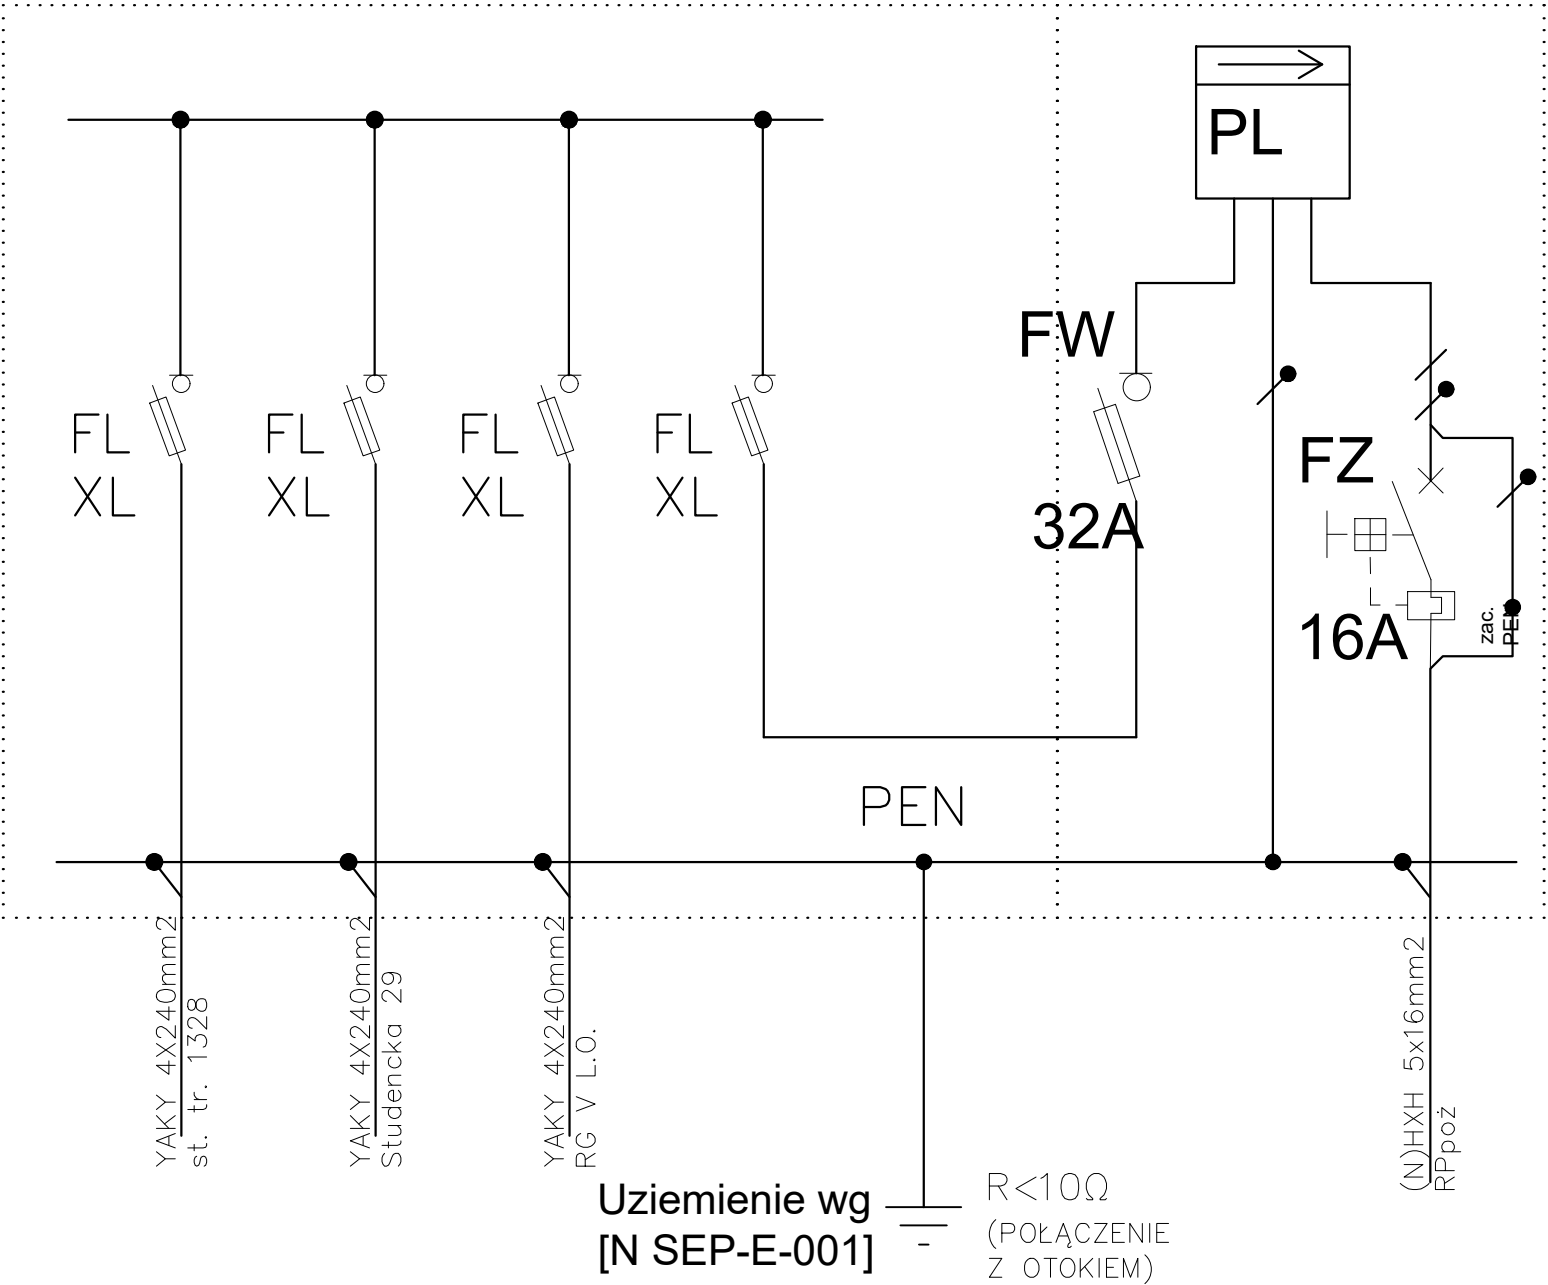 PL
FW
32A
FZ
16A
zac.
PEN
FL
XL
FL
XL
FL
XL
FL
XL
PEN
YAKY 4X240mm2
st. tr. 1328
YAKY 4X240mm2
Studencka 29
YAKY 4X240mm2
RG V L.O.
(N)HXH 5x16mm2
RPpoż
Uziemienie wg
[N SEP-E-001]
R<10Ω
(POŁĄCZENIE
Z OTOKIEM)